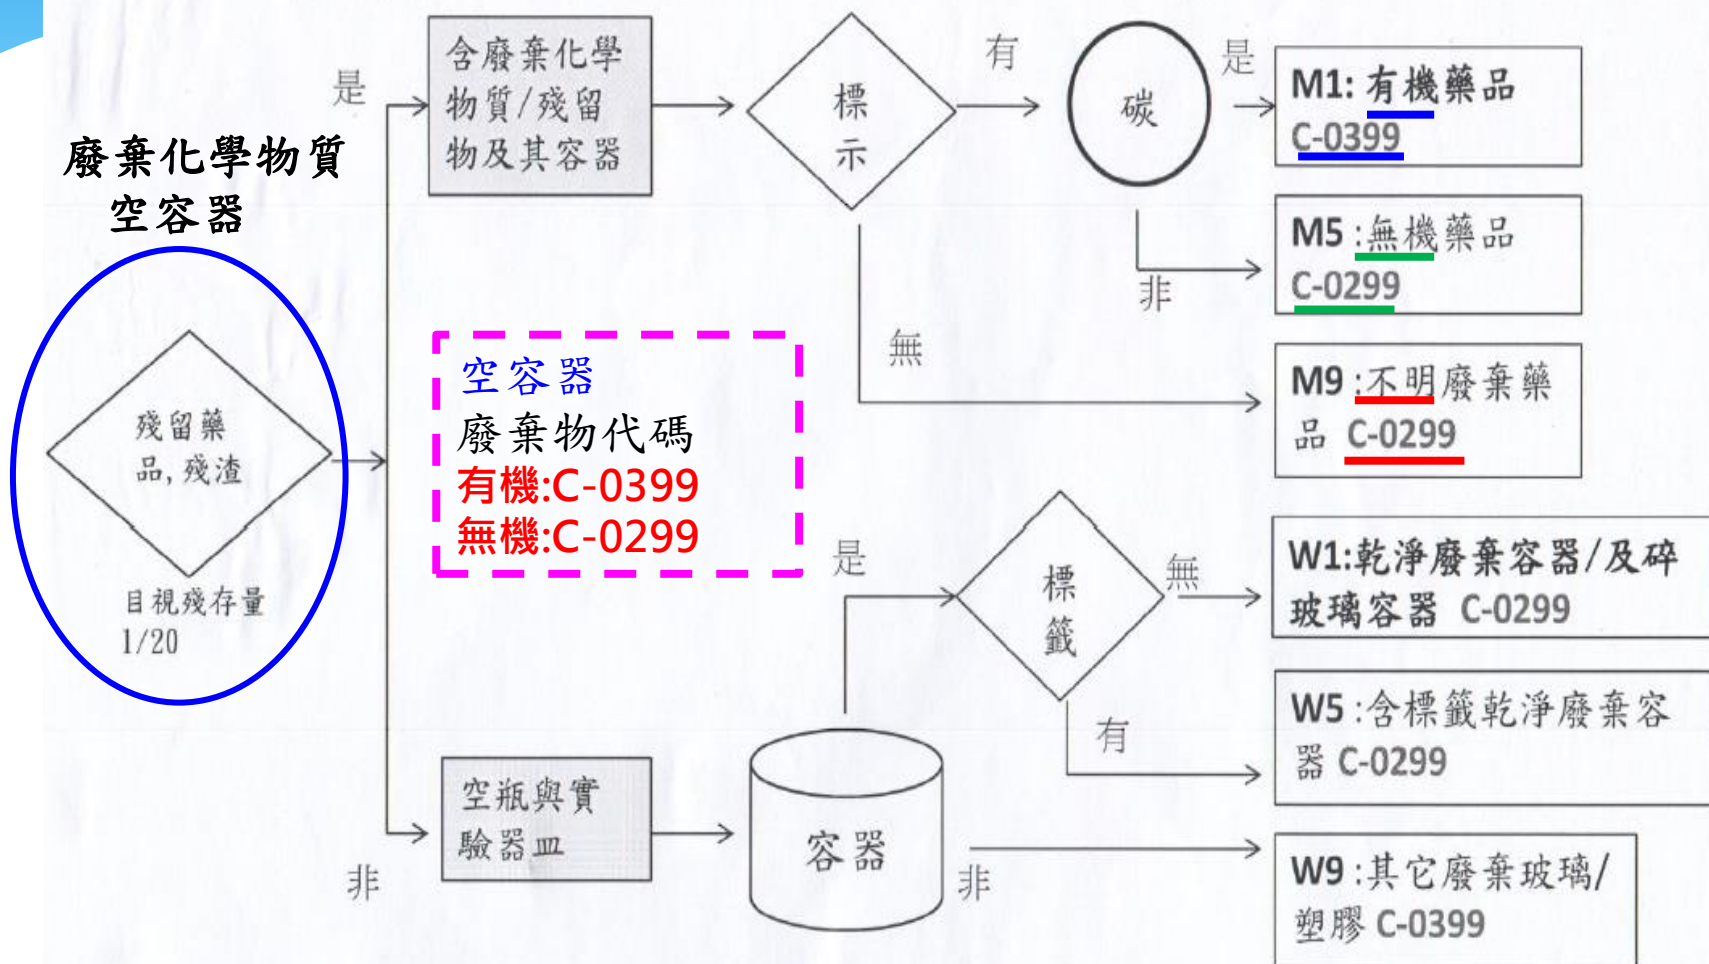 廢棄化學物質
空容器
殘留藥
品,殘渣
目視殘存量
1/20
是
含廢棄化學
物質/殘留
物及其容器
標
示
有
碳
是
M1: 有機藥品
C-0399
非
M5 :無機藥品
C-0299
無
M9 :不明廢棄藥
品 C-0299
空容器
廢棄物代碼
有機:C-0399
無機:C-0299
非
空瓶與實
驗器皿
容器
是
標
籤
無
W1:乾淨廢棄容器/及碎
玻璃容器 C-0299
有
W5 :含標籤乾淨廢棄容
器 C-0299
非
W9 :其它廢棄玻璃/
塑膠 C-0399